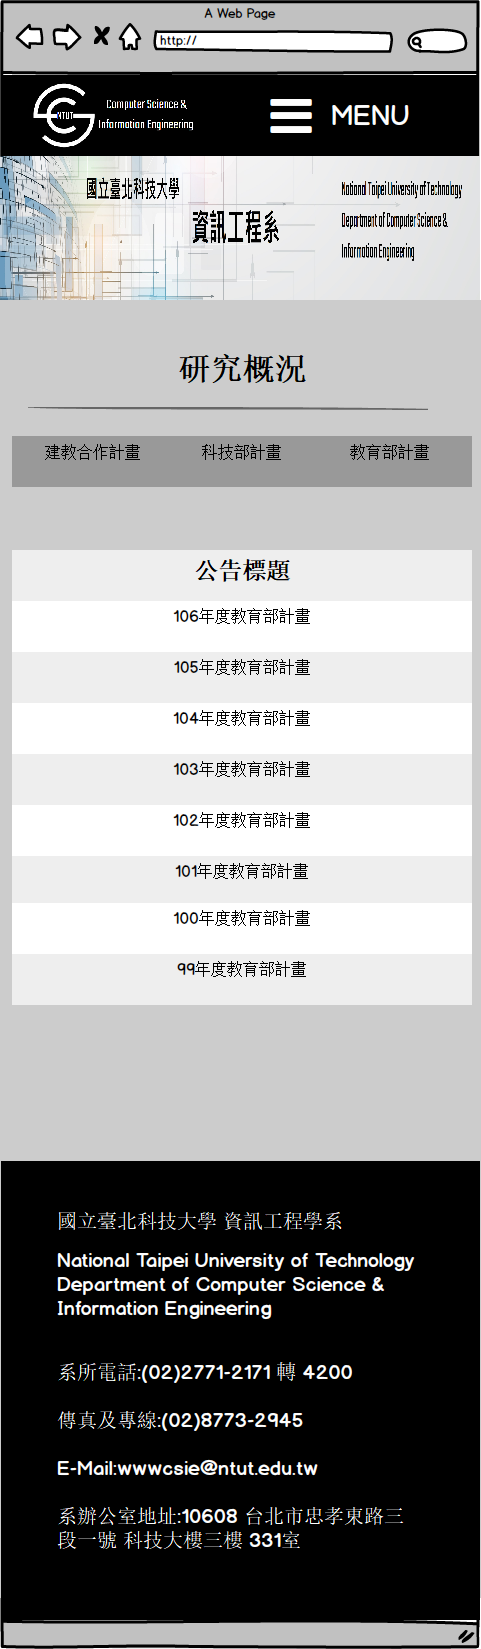 A Web Page
http://
NTUT
Computer Science &
Information Engineering
MENU
國立臺北科技大學
資訊工程系
National Taipei University of Technology
Department of Computer Science &
Information Engineering
研究概況
建教合作計畫 科技部計畫 教育部計畫
公告標題
106年度教育部計畫
105年度教育部計畫
104年度教育部計畫
103年度教育部計畫
102年度教育部計畫
101年度教育部計畫
100年度教育部計畫
99年度教育部計畫
國立臺北科技大學 資訊工程學系
National Taipei University of Technology
Department of Computer Science &
Information Engineering
系所電話:(02)2771-2171 轉 4200
傳真及專線:(02)8773-2945
E-Mail:wwwcsie@ntut.edu.tw
系辦公室地址:10608 台北市忠孝東路三
段一號 科技大樓三樓 331室